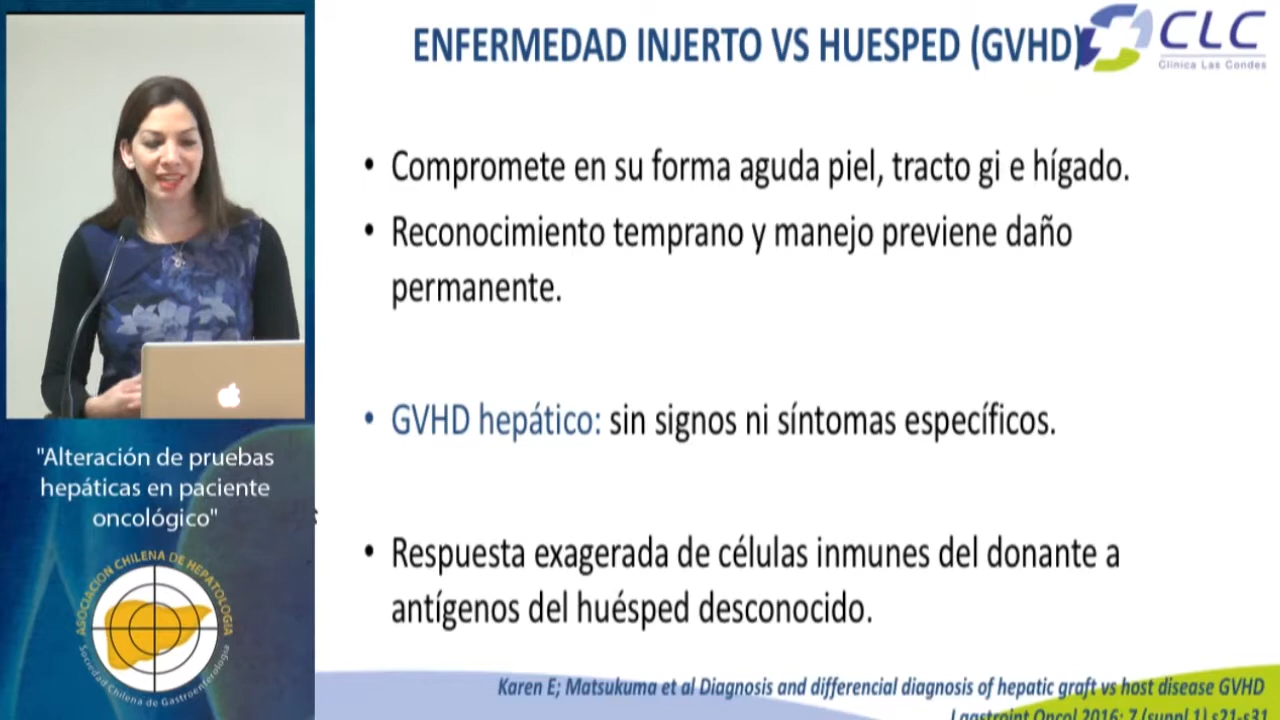 ENFERMEDAD INJERTO VS HUESPED (GVHD)
CLC
Clínica Las Condes
• Compromete en su forma aguda piel, tracto gi e hígado.
• Reconocimiento temprano y manejo previene daño
permanente.
• GVHD hepático: sin signos ni síntomas específicos.
• Respuesta exagerada de células inmunes del donante a
antígenos del huésped desconocido.
Karen E; Matsukuma et al Diagnosis and differencial diagnosis of hepatic graft vs host disease GVHD
J gastroint Oncol 2016; 7 (suppl 1) s21-s31
"Alteración de pruebas
hepáticas en paciente
oncológico"
ASOCIACION CHILENA DE HEPATOLOGIA
Sociedad Chilena de Gastroenterología